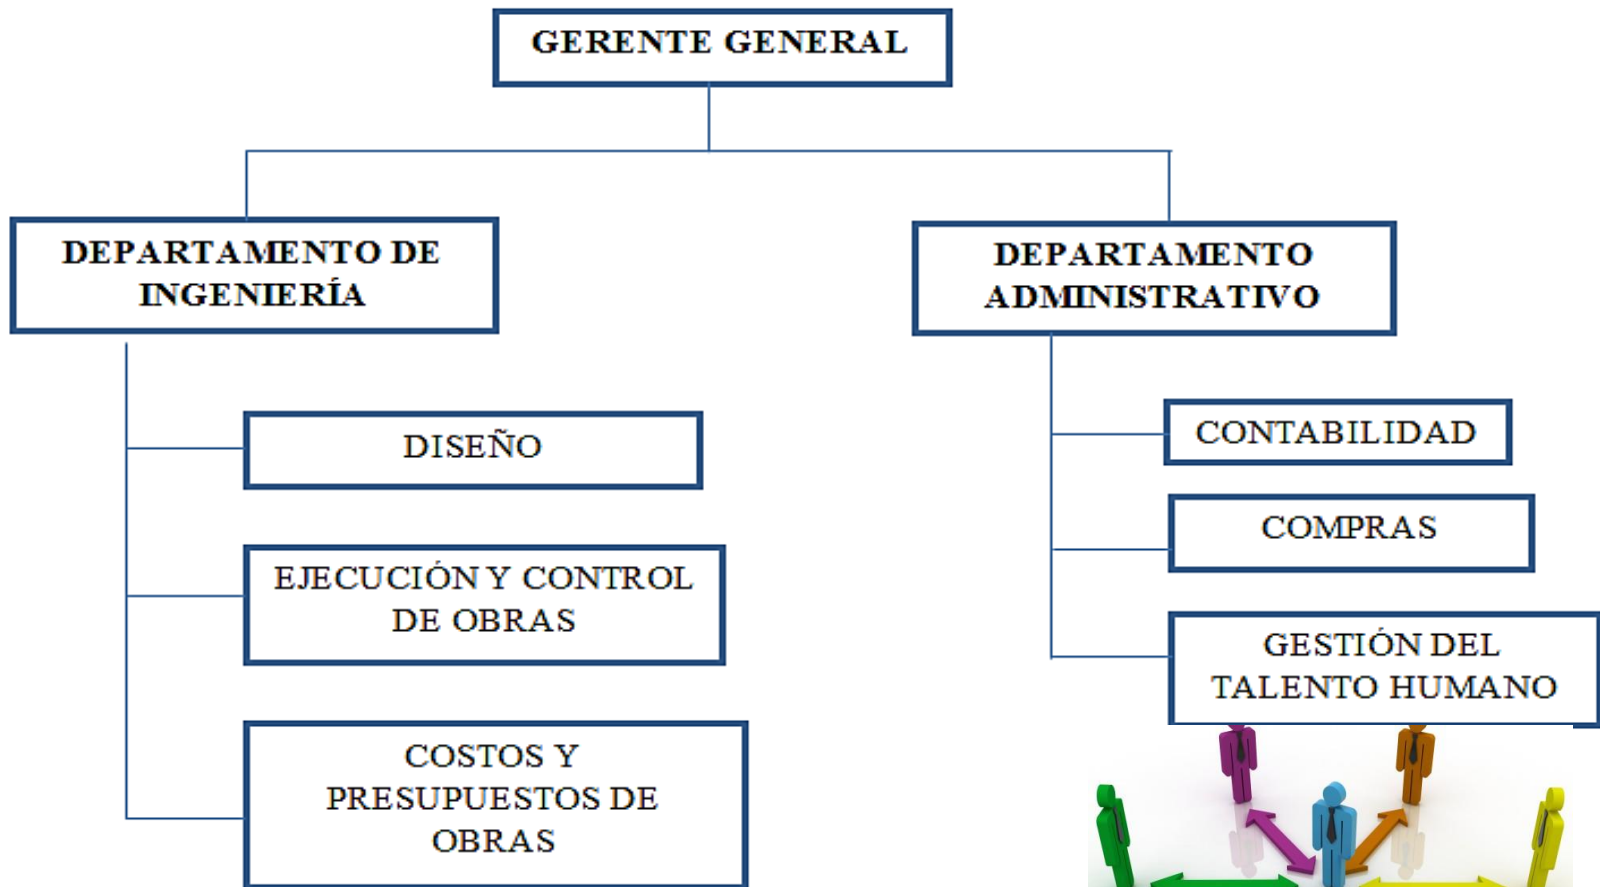 GERENTE GENERAL
DEPARTAMENTO DE
INGENIERÍA
DISEÑO
EJECUCIÓN Y CONTROL
DE OBRAS
COSTOS Y
PRESUPUESTOS DE
OBRAS
DEPARTAMENTO
ADMINISTRATIVO
CONTABILIDAD
COMPRAS
GESTIÓN DEL
TALENTO HUMANO